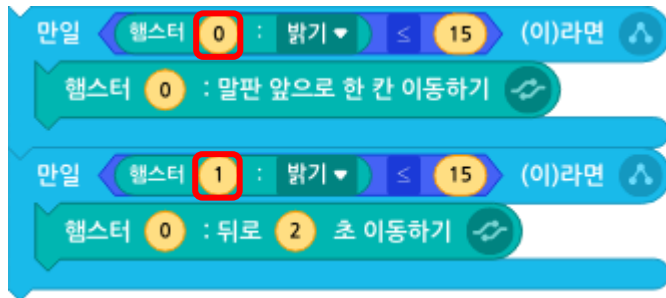 만일 햄스터 0 : 밝기 ≤ 15 (이)라면
햄스터 0 : 말판 앞으로 한 칸 이동하기
만일 햄스터 1 : 밝기 ≤ 15 (이)라면
햄스터 0 : 뒤로 2 초 이동하기